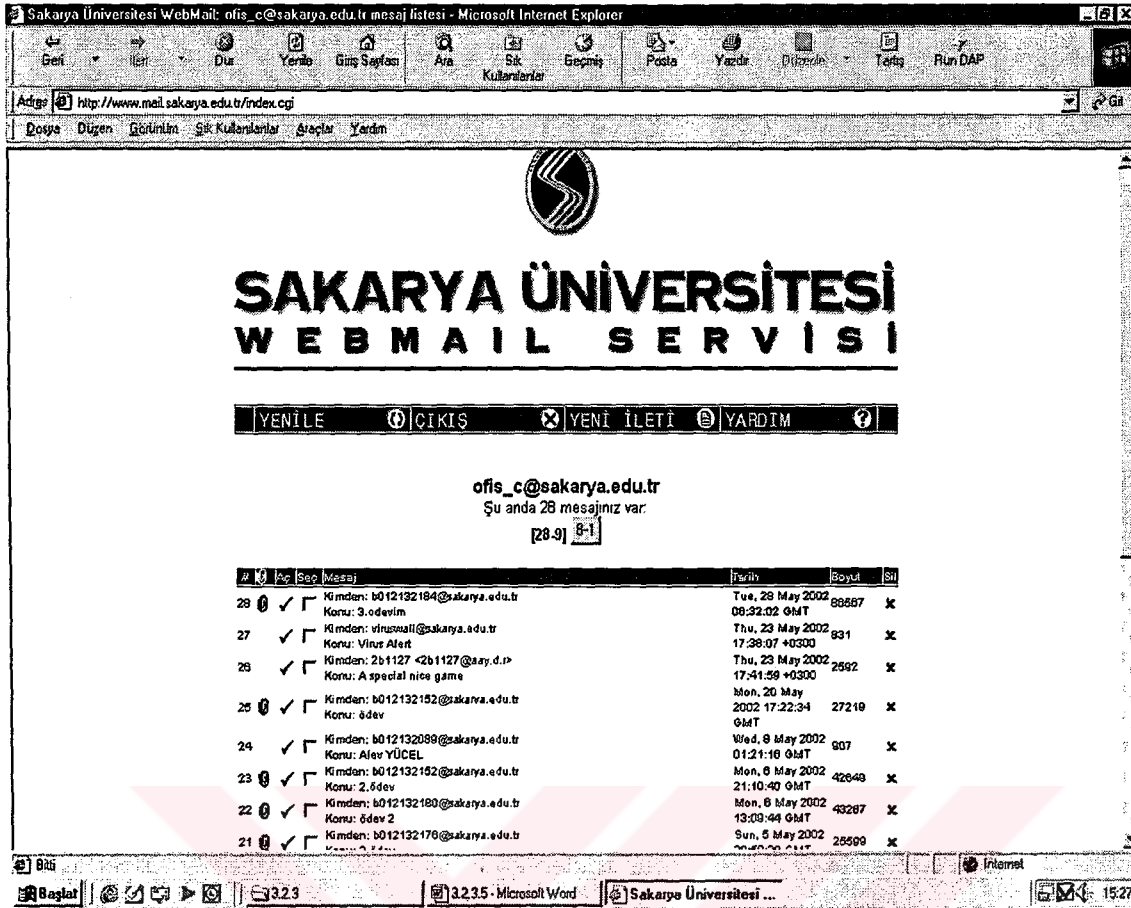 Sakarya Üniversitesi WebMail: ofis_c@sakarya.edu.tr mesaj listesi - Microsoft Internet Explorer
Geri İleri Dur Yenile Giriş Sayfası Ara Sık Kullanılanlar Geçmiş Posta Yazdır Düzenle Tartış Run DAP
Adres http://www.mail.sakarya.edu.tr/index.cgi Git
Dosya Düzen Görünüm Sık Kullanılanlar Araçlar Yardım
SAKARYA ÜNİVERSİTESİ
WEBMAIL SERVİSİ
YENİLE ÇIKIŞ YENİ İLETİ YARDIM
ofis_c@sakarya.edu.tr
Şu anda 28 mesajınız var.
[28-9] 8-1
# Aç Seç Mesaj Tarih Boyut Sil
28 Kimden: b012132184@sakarya.edu.tr Tue, 28 May 2002 88587
Konu: 3.odevim 08:32:02 GMT
27 Kimden: viruswall@sakarya.edu.tr Thu, 23 May 2002 831
Konu: Virus Alert 17:38:07 +0300
26 Kimden: 2b1127 <2b1127@aay.d.r> Thu, 23 May 2002 2592
Konu: A special nice game 17:41:59 +0300
25 Kimden: b012132152@sakarya.edu.tr Mon, 20 May 2002 17:22:34 GMT 27219
Konu: ödev
24 Kimden: b012132089@sakarya.edu.tr Wed, 8 May 2002 907
Konu: Alev YÜCEL 01:21:16 GMT
23 Kimden: b012132152@sakarya.edu.tr Mon, 6 May 2002 42648
Konu: 2.ödev 21:10:40 GMT
22 Kimden: b012132180@sakarya.edu.tr Mon, 6 May 2002 43287
Konu: ödev 2 13:09:44 GMT
21 Kimden: b012132176@sakarya.edu.tr Sun, 5 May 2002 25599
Bitti Internet
Başlat 3.2.3 3.2.3.5 - Microsoft Word Sakarya Üniversitesi ... 15:27